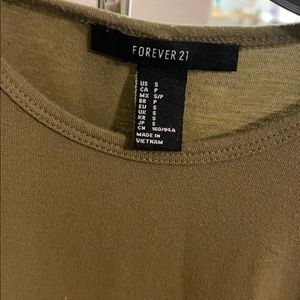 FOREVER 21
US S
CA P
MX S/P
BR P
EU S
UK S
KR S
JP S
CN 160/84A
MADE IN
VIETNAM